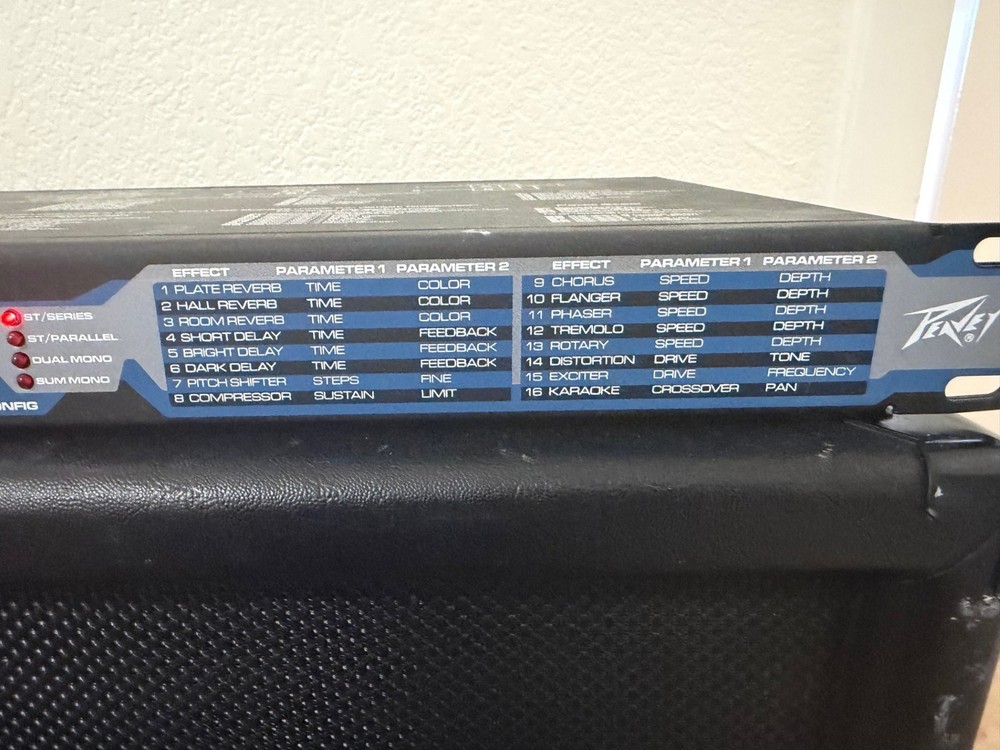 ST/SERIES
ST/PARALLEL
DUAL MONO
SUM MONO
EFFECT PARAMETER 1 PARAMETER 2
1 PLATE REVERB TIME COLOR
2 HALL REVERB TIME COLOR
3 ROOM REVERB TIME COLOR
4 SHORT DELAY TIME FEEDBACK
5 BRIGHT DELAY TIME FEEDBACK
6 DARK DELAY TIME FEEDBACK
7 PITCH SHIFTER STEPS FINE
8 COMPRESSOR SUSTAIN LIMIT
EFFECT PARAMETER 1 PARAMETER 2
9 CHORUS SPEED DEPTH
10 FLANGER SPEED DEPTH
11 PHASER SPEED DEPTH
12 TREMOLO SPEED DEPTH
13 ROTARY SPEED DEPTH
14 DISTORTION DRIVE TONE
15 EXCITER DRIVE FREQUENCY
16 KARAOKE CROSSOVER PAN
PEAVEY®